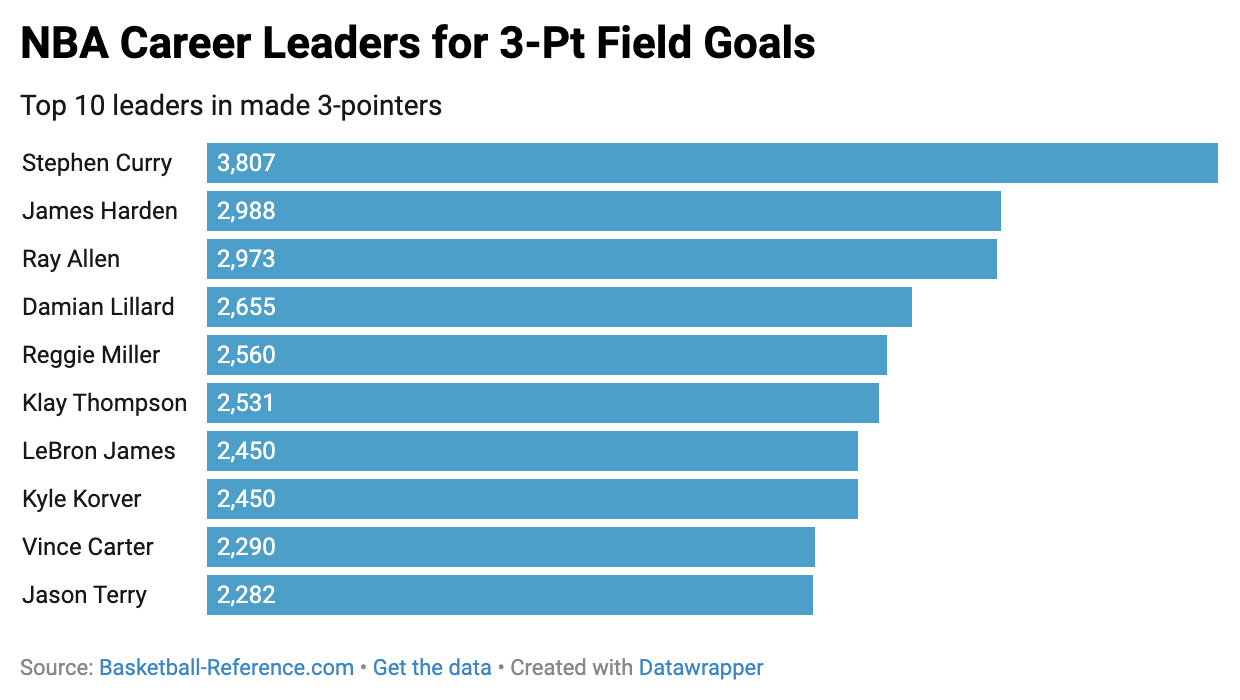 NBA Career Leaders for 3-Pt Field Goals
Top 10 leaders in made 3-pointers
Stephen Curry 3,807
James Harden 2,988
Ray Allen 2,973
Damian Lillard 2,655
Reggie Miller 2,560
Klay Thompson 2,531
LeBron James 2,450
Kyle Korver 2,450
Vince Carter 2,290
Jason Terry 2,282
Source: Basketball-Reference.com • Get the data • Created with Datawrapper